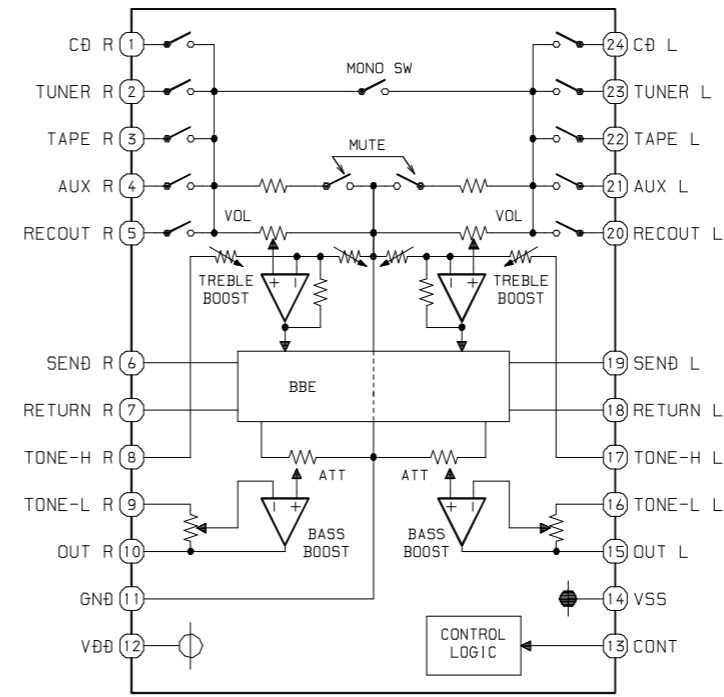 CD R 1 24 CD L
MONO SW
TUNER R 2 23 TUNER L
TAPE R 3 22 TAPE L
MUTE
AUX R 4 21 AUX L
VOL VOL
RECOUT R 5 20 RECOUT L
TREBLE BOOST
+ −
− +
TREBLE BOOST
SEND R 6 19 SEND L
BBE
RETURN R 7 18 RETURN L
TONE-H R 8 17 TONE-H L
ATT ATT
TONE-L R 9 16 TONE-L L
− +
+ −
BASS BOOST
BASS BOOST
OUT R 10 15 OUT L
GND 11 14 VSS
VDD 12 13 CONT
CONTROL LOGIC